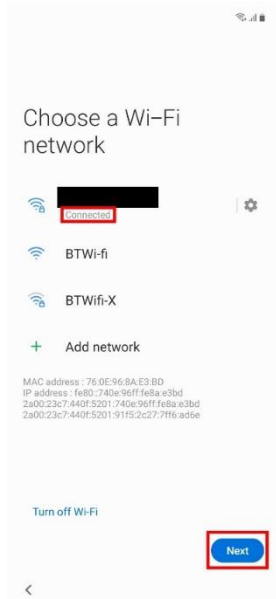 Choose a Wi-Fi
network
Connected
BTWi-fi
BTWifi-X
+ Add network
MAC address : 76:0E:96:8A:E3:BD
IP address : fe80::740e:96ff:fe8a:e3bd
2a00:23c7:440f:5201:740e:96ff:fe8a:e3bd
2a00:23c7:440f:5201:91f5:2c27:7ff6:ad6e
Turn off Wi-Fi
Next